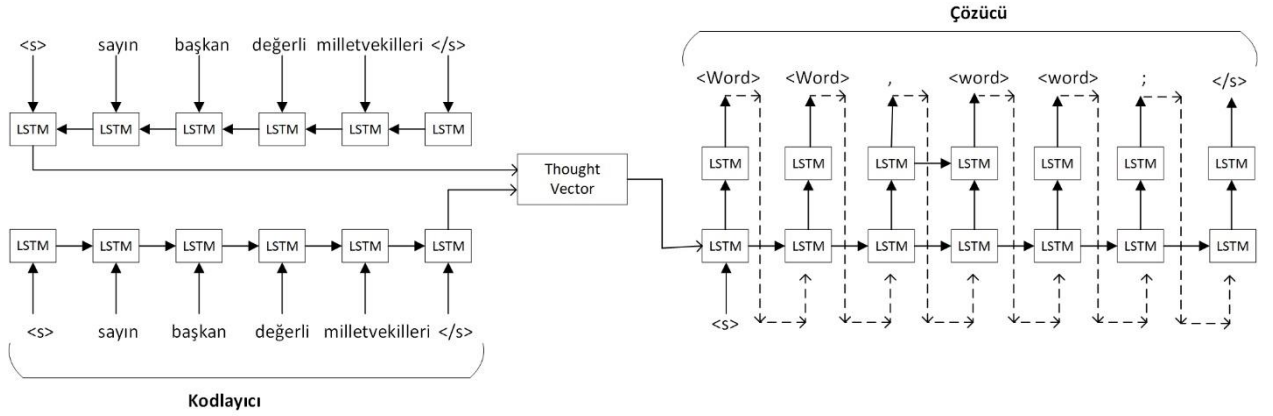 Çözücü
<s> sayın başkan değerli milletvekilleri </s>
<Word> <Word> , <word> <word> ; </s>
LSTM LSTM LSTM LSTM LSTM LSTM
LSTM LSTM LSTM LSTM LSTM LSTM LSTM
Thought
Vector
LSTM LSTM LSTM LSTM LSTM LSTM
LSTM LSTM LSTM LSTM LSTM LSTM LSTM
<s>
<s> sayın başkan değerli milletvekilleri </s>
Kodlayıcı